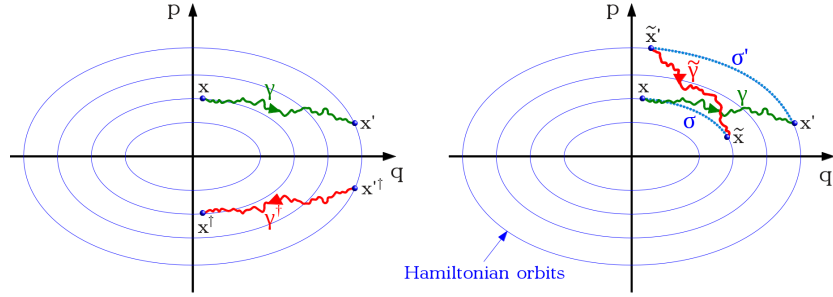 p
x
γ
x'
q
x'†
γ†
x†
p
x̃'
σ'
γ̃
x
γ
x'
σ
x̃
q
Hamiltonian orbits